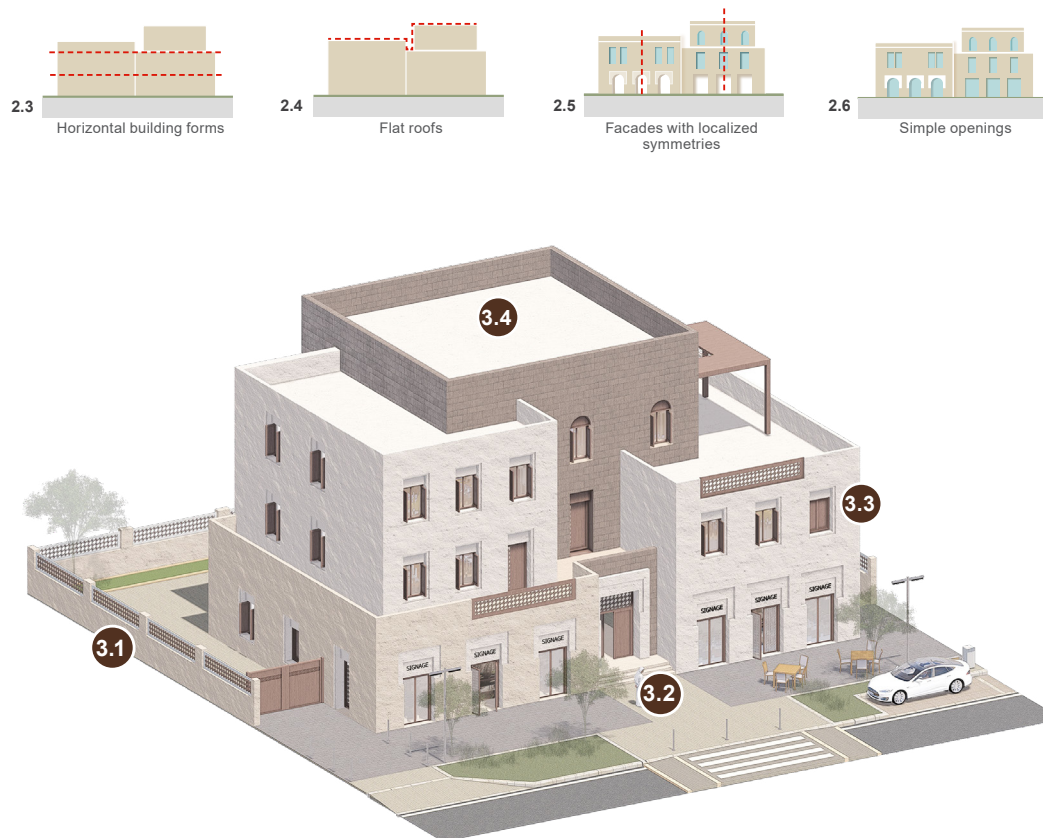 2.3
Horizontal building forms
2.4
Flat roofs
2.5
Facades with localized
symmetries
2.6
Simple openings
3.4
3.3
SIGNAGE
SIGNAGE
SIGNAGE
SIGNAGE
SIGNAGE
SIGNAGE
3.1
3.2